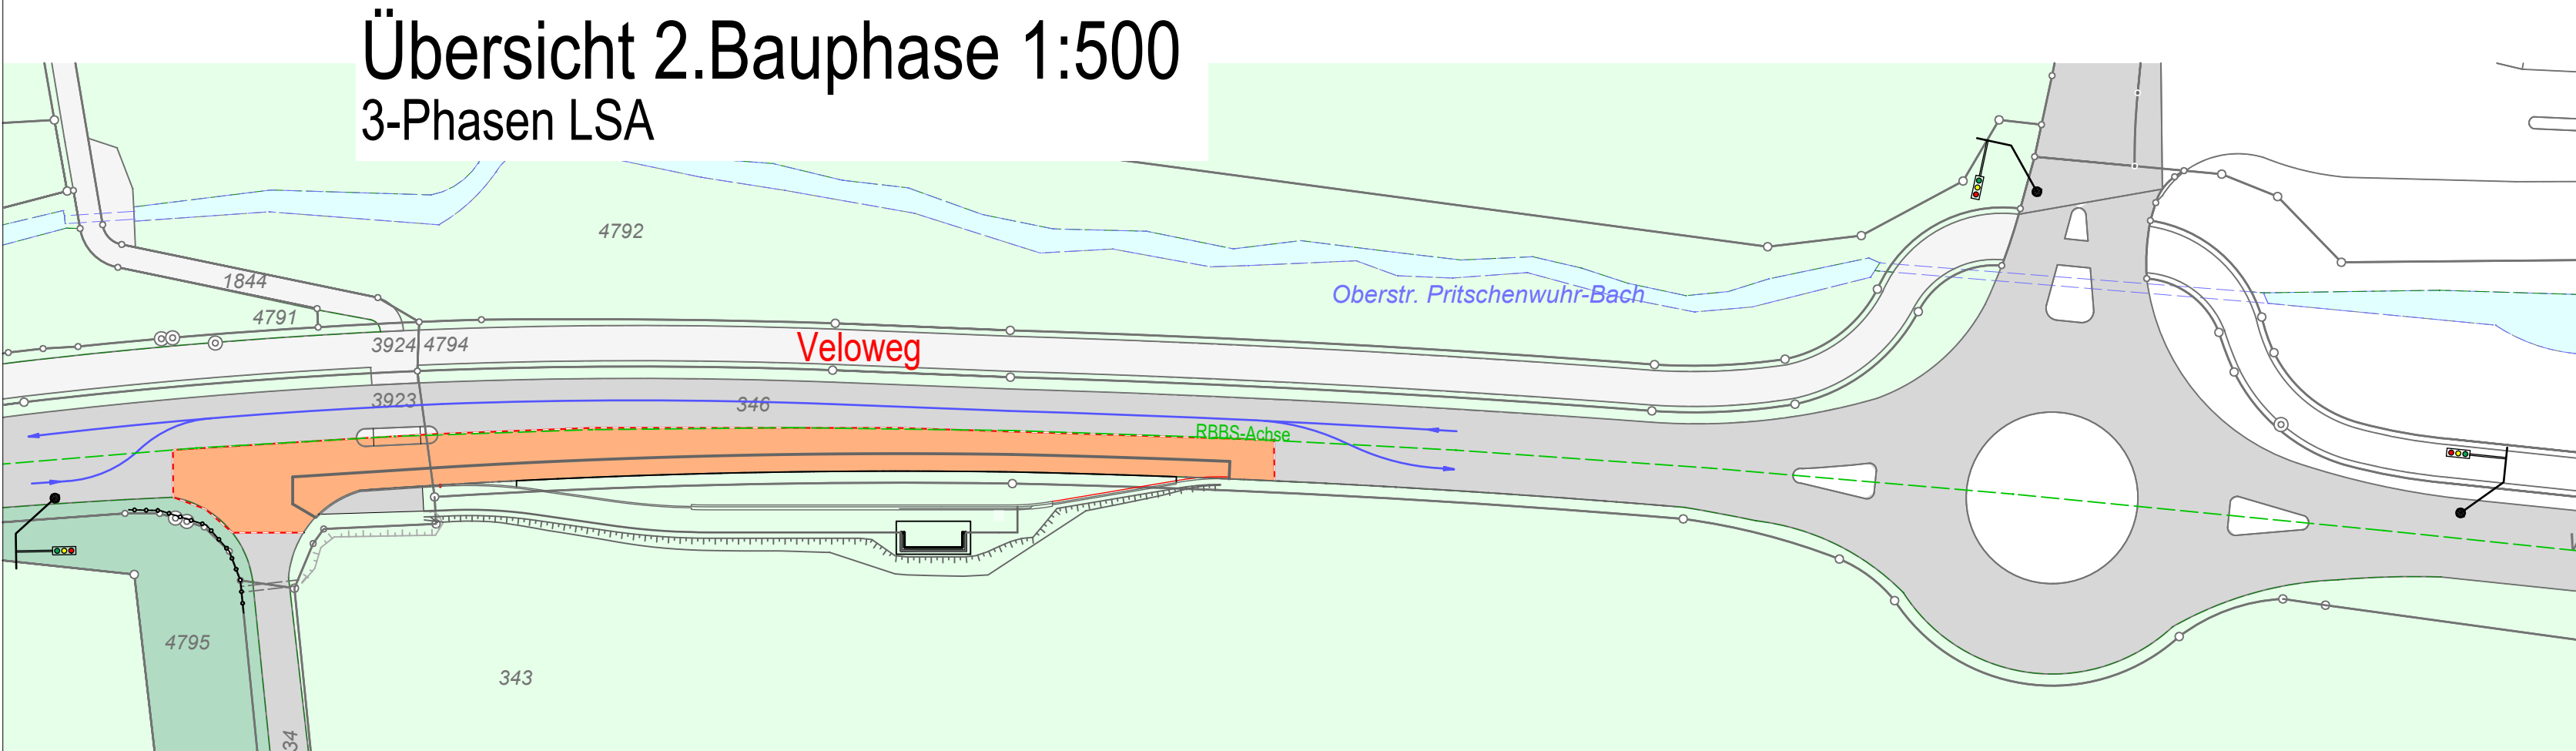 Übersicht 2.Bauphase 1:500
3-Phasen LSA
4792
1844
Oberstr. Pritschenwuhr-Bach
4791
3924 4794
Veloweg
3923
346
RBBS-Achse
4795
343
34